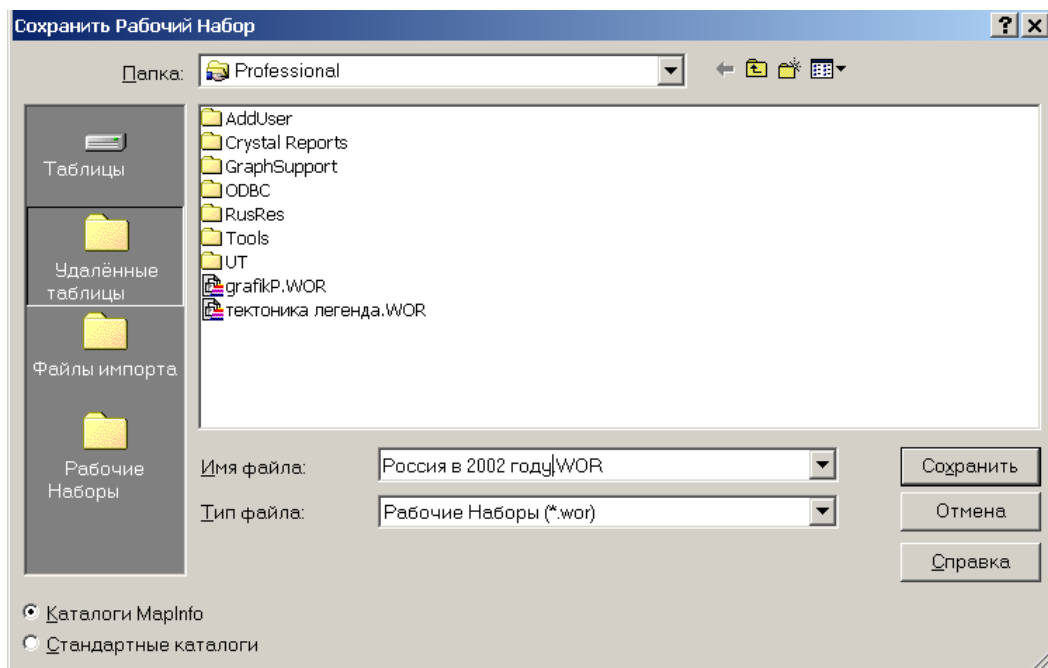 Сохранить Рабочий Набор
Папка:
Professional
Таблицы
Удалённые
таблицы
Файлы импорта
Рабочие
Наборы
AddUser
Crystal Reports
GraphSupport
ODBC
RusRes
Tools
UT
grafikP.WOR
тектоника легенда.WOR
Имя файла:
Россия в 2002 году.WOR
Сохранить
Тип файла:
Рабочие Наборы (*.wor)
Отмена
Справка
Каталоги MapInfo
Стандартные каталоги